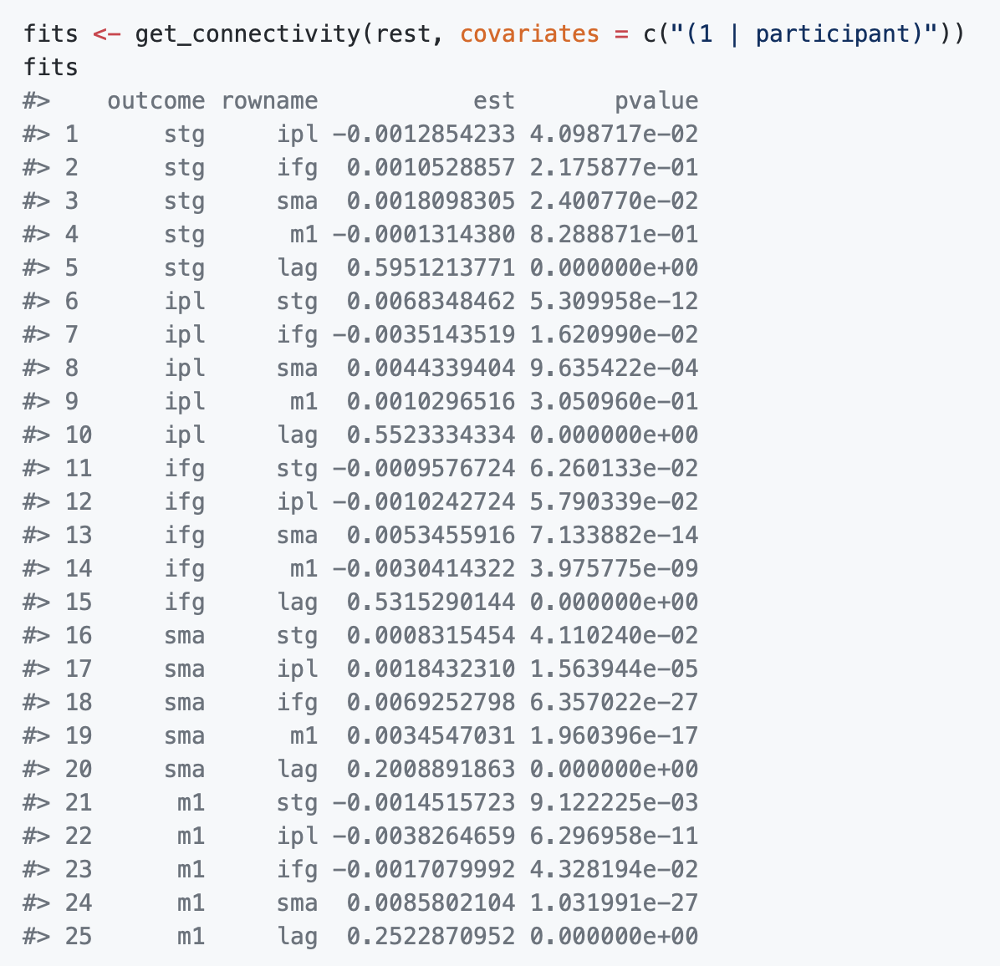 fits <- get_connectivity(rest, covariates = c("(1 | participant)"))
fits
#>    outcome rowname           est       pvalue
#> 1      stg     ipl -0.0012854233 4.098717e-02
#> 2      stg     ifg  0.0010528857 2.175877e-01
#> 3      stg     sma  0.0018098305 2.400770e-02
#> 4      stg      m1 -0.0001314380 8.288871e-01
#> 5      stg     lag  0.5951213771 0.000000e+00
#> 6      ipl     stg  0.0068348462 5.309958e-12
#> 7      ipl     ifg -0.0035143519 1.620990e-02
#> 8      ipl     sma  0.0044339404 9.635422e-04
#> 9      ipl      m1  0.0010296516 3.050960e-01
#> 10     ipl     lag  0.5523334334 0.000000e+00
#> 11     ifg     stg -0.0009576724 6.260133e-02
#> 12     ifg     ipl -0.0010242724 5.790339e-02
#> 13     ifg     sma  0.0053455916 7.133882e-14
#> 14     ifg      m1 -0.0030414322 3.975775e-09
#> 15     ifg     lag  0.5315290144 0.000000e+00
#> 16     sma     stg  0.0008315454 4.110240e-02
#> 17     sma     ipl  0.0018432310 1.563944e-05
#> 18     sma     ifg  0.0069252798 6.357022e-27
#> 19     sma      m1  0.0034547031 1.960396e-17
#> 20     sma     lag  0.2008891863 0.000000e+00
#> 21      m1     stg -0.0014515723 9.122225e-03
#> 22      m1     ipl -0.0038264659 6.296958e-11
#> 23      m1     ifg -0.0017079992 4.328194e-02
#> 24      m1     sma  0.0085802104 1.031991e-27
#> 25      m1     lag  0.2522870952 0.000000e+00